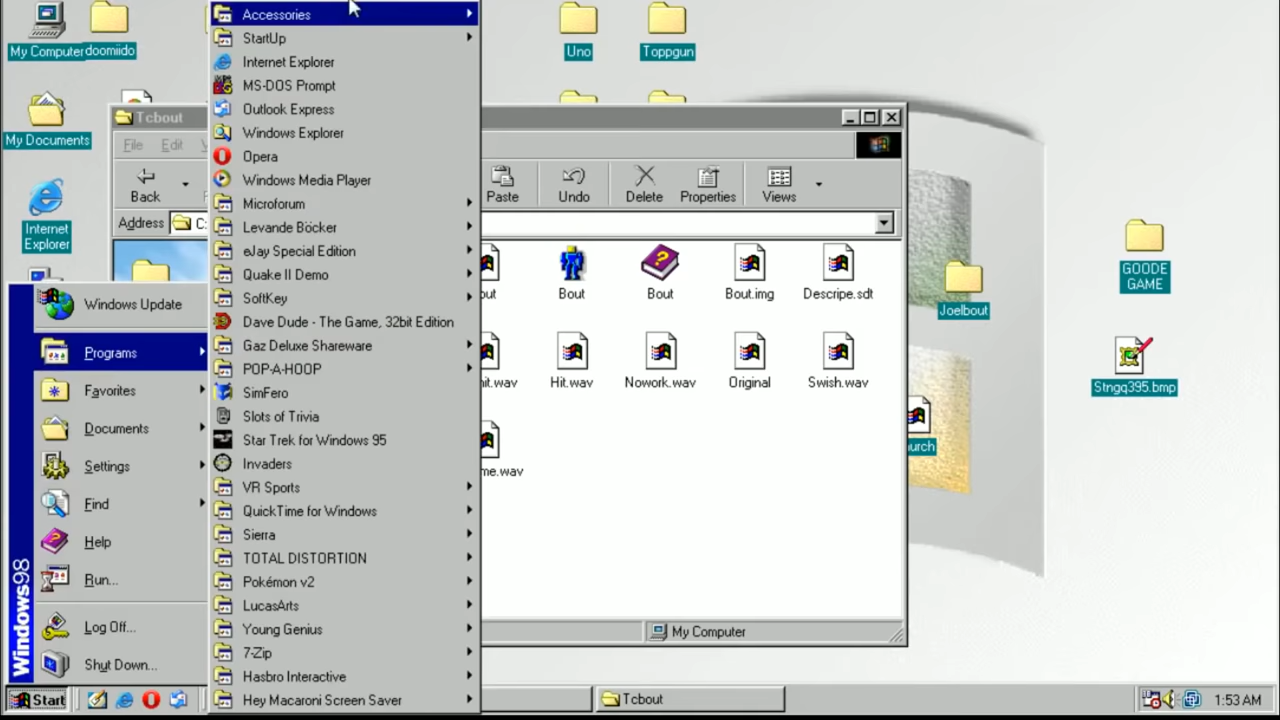 My Computer
doomiido
Uno
Toppgun
My Documents
Internet
Explorer
Tcbout
File Edit
Back
Paste
Undo
Delete
Properties
Views
Address
C:
Bout
Bout
Bout.img
Descripe.sdt
Hit.wav
Nowork.wav
Original
Swish.wav
My Computer
Joelbout
GOODE
GAME
Stngq395.bmp
Accessories
StartUp
Internet Explorer
MS-DOS Prompt
Outlook Express
Windows Explorer
Opera
Windows Media Player
Microforum
Levande Böcker
eJay Special Edition
Quake II Demo
SoftKey
Dave Dude - The Game, 32bit Edition
Gaz Deluxe Shareware
POP-A-HOOP
SimFero
Slots of Trivia
Star Trek for Windows 95
Invaders
VR Sports
QuickTime for Windows
Sierra
TOTAL DISTORTION
Pokémon v2
LucasArts
Young Genius
7-Zip
Hasbro Interactive
Hey Macaroni Screen Saver
Windows Update
Programs
Favorites
Documents
Settings
Find
Help
Run...
Log Off...
Shut Down...
Windows98
Start
Tcbout
1:53 AM